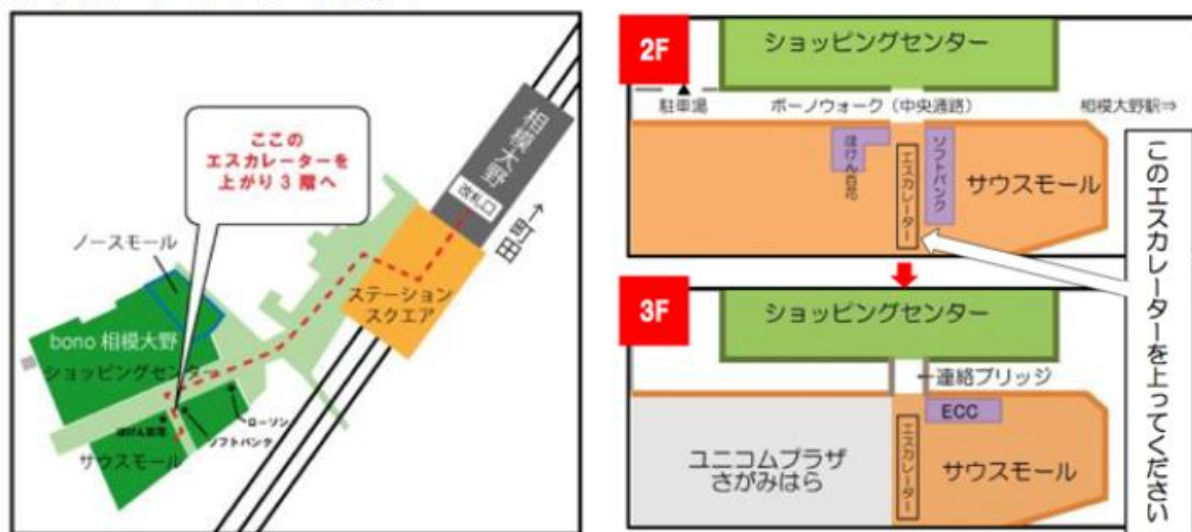 ここの
エスカレーターを
上がり3階へ
相模大野
改札口
→町田
ステーション
スクエア
ノースモール
bono 相模大野
ショッピングセンター
ローソン
ほけん百花
ソフトバンク
サウスモール
2F
ショッピングセンター
駐車場
ボーノウォーク（中央通路）
相模大野駅⇒
ほけん百花
エスカレーター
ソフトバンク
サウスモール
このエスカレーターを上ってください
3F
ショッピングセンター
連絡ブリッジ
ECC
エスカレーター
ユニコムプラザ
さがみはら
サウスモール